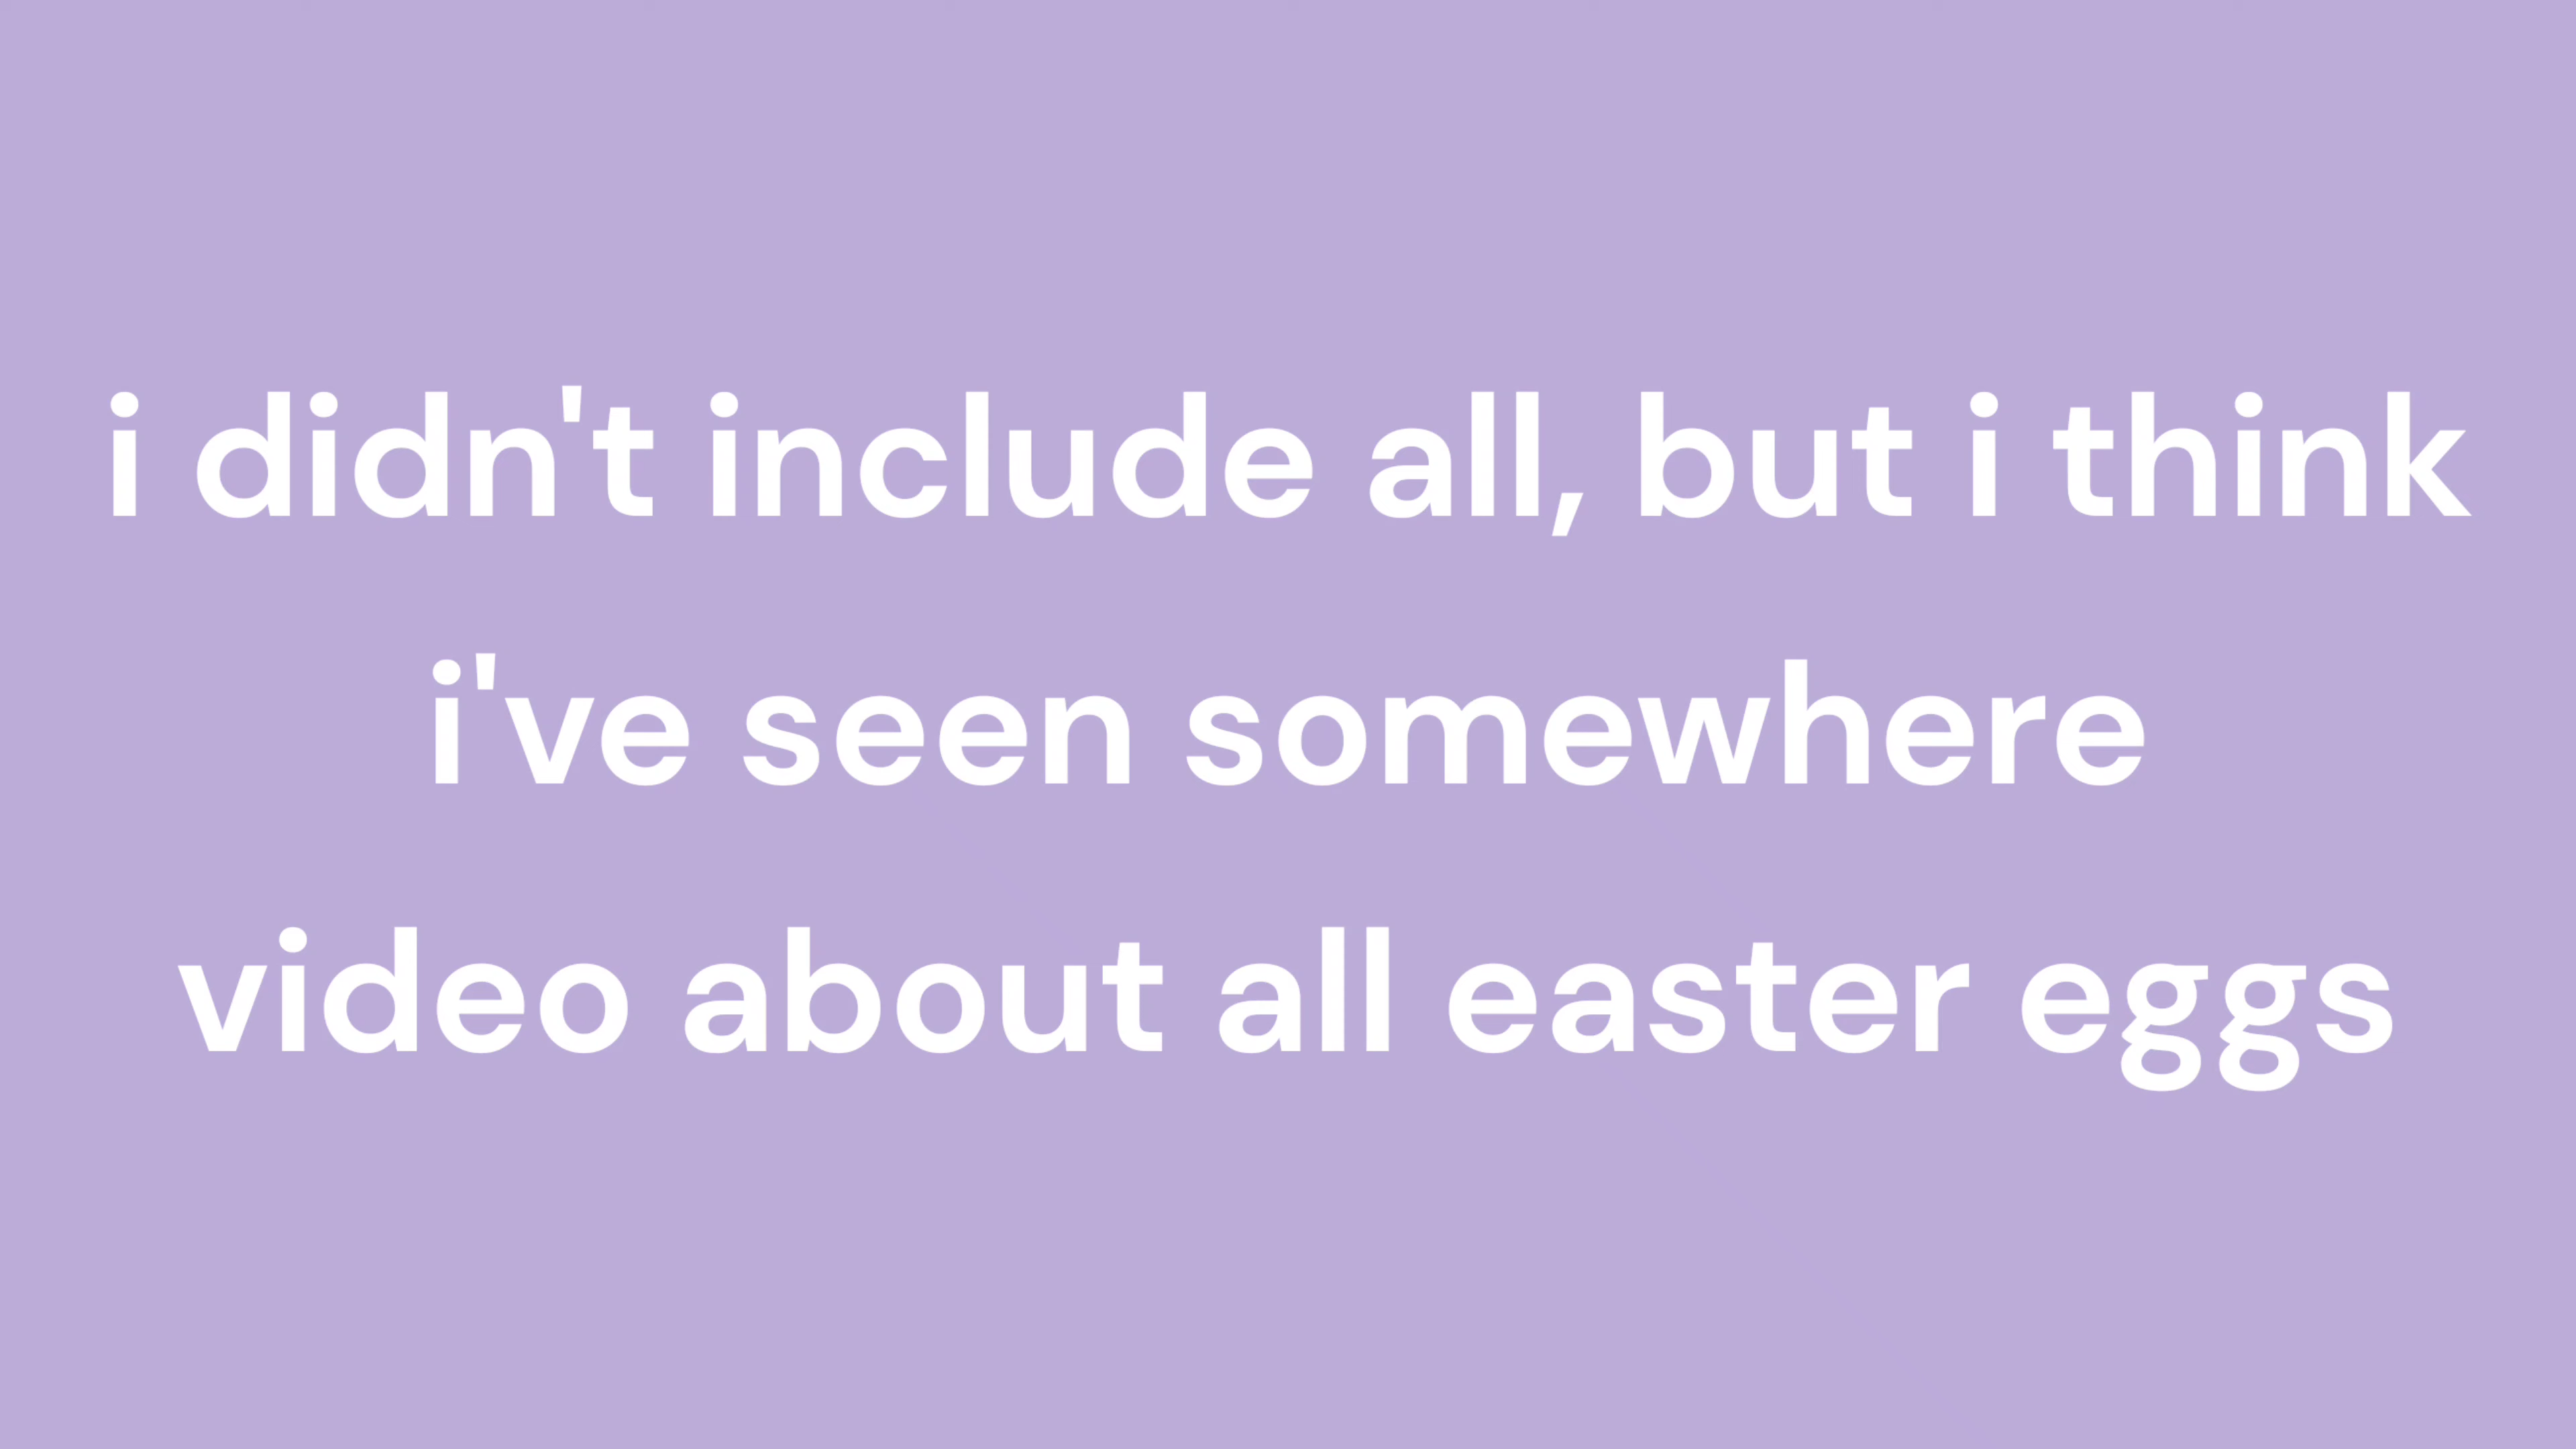 i didn't include all, but i think
i've seen somewhere
video about all easter eggs